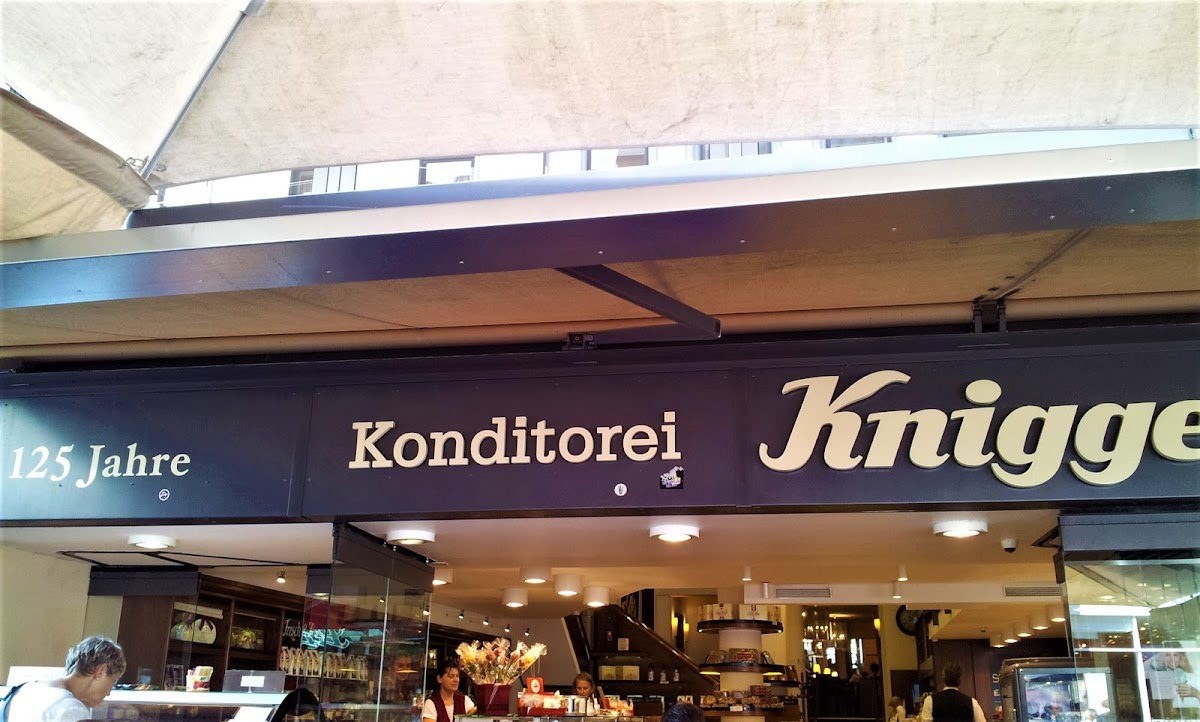 125 Jahre
Konditorei
Knigge